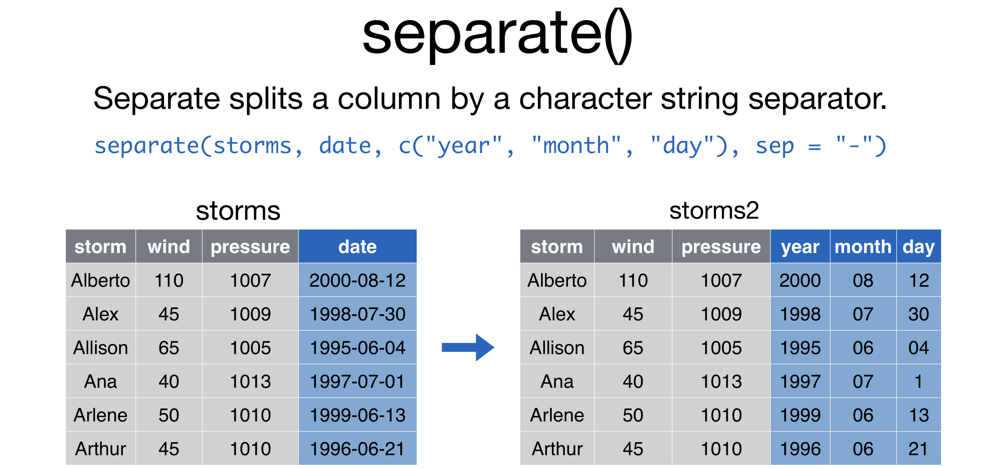 separate()
Separate splits a column by a character string separator.
separate(storms, date, c("year", "month", "day"), sep = "-")
storms
storm wind pressure date
Alberto 110 1007 2000-08-12
Alex 45 1009 1998-07-30
Allison 65 1005 1995-06-04
Ana 40 1013 1997-07-01
Arlene 50 1010 1999-06-13
Arthur 45 1010 1996-06-21
storms2
storm wind pressure year month day
Alberto 110 1007 2000 08 12
Alex 45 1009 1998 07 30
Allison 65 1005 1995 06 04
Ana 40 1013 1997 07 1
Arlene 50 1010 1999 06 13
Arthur 45 1010 1996 06 21